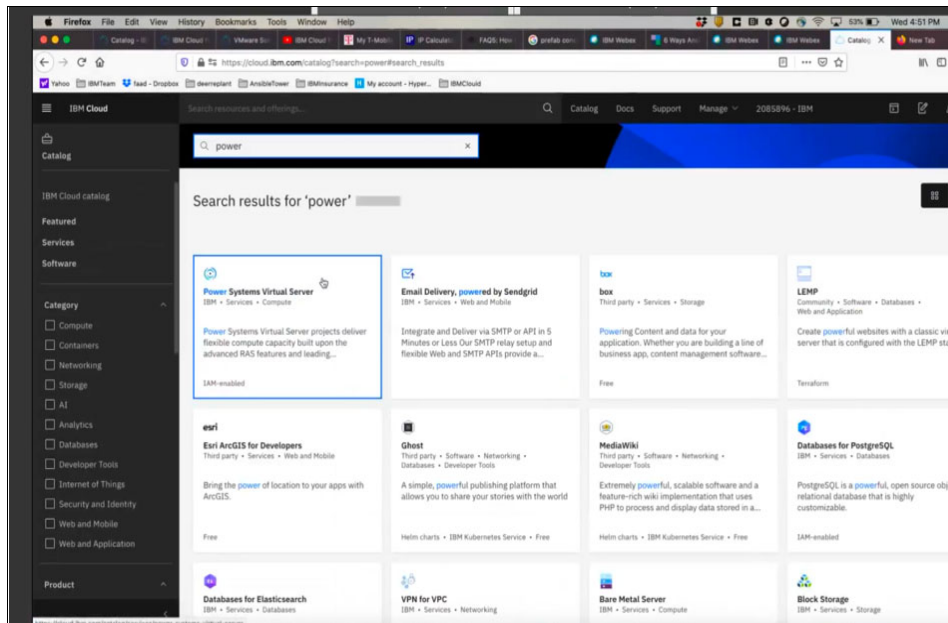 Firefox File Edit View History Bookmarks Tools Window Help
53%
Wed 4:51 PM
Catalog - IB
IBM Cloud
VMware So
IBM Cloud
My T-Mobi
IP
IP Calculat
FAQS: How
prefab con
IBM Webex
6 Ways An
IBM Webex
IBM Webex
Catalog
New Tab
https://cloud.ibm.com/catalog?search=power#search_results
Yahoo
IBMTeam
faad - Dropbox
deerreplant
AnsibleTower
IBMInsurance
My account - Hyper...
IBMClould
IBM Cloud
Search resources and offerings...
Catalog
Docs
Support
Manage
2085896 - IBM
Catalog
power
IBM Cloud catalog
Featured
Services
Software
Category
Compute
Containers
Networking
Storage
AI
Analytics
Databases
Developer Tools
Internet of Things
Security and Identity
Web and Mobile
Web and Application
Product
Search results for 'power'
Power Systems Virtual Server
IBM • Services • Compute
Power Systems Virtual Server projects deliver
flexible compute capacity built upon the
advanced RAS features and leading...
IAM-enabled
Email Delivery, powered by Sendgrid
IBM • Services • Web and Mobile
Integrate and Deliver via SMTP or API in 5
Minutes or Less Our SMTP relay setup and
flexible Web and SMTP APIs provide a...
box
box
Third party • Services • Storage
Powering Content and data for your
application. Whether you are building a line of
business app, content management software...
Free
LEMP
Community • Software • Databases •
Web and Application
Create powerful websites with a classic
server that is configured with the LEMP
Terraform
esri
Esri ArcGIS for Developers
Third party • Services • Web and Mobile
Bring the power of location to your apps with
ArcGIS.
Free
Ghost
Third party • Software • Networking •
Databases • Developer Tools
A simple, powerful publishing platform that
allows you to share your stories with the world
Helm charts • IBM Kubernetes Service • Free
MediaWiki
Third party • Software • Networking •
Developer Tools
Extremely powerful, scalable software and a
feature-rich wiki implementation that uses
PHP to process and display data stored in a...
Helm charts • IBM Kubernetes Service • Free
Databases for PostgreSQL
IBM • Services • Databases
PostgreSQL is a powerful, open source
relational database that is highly
customizable.
IAM-enabled
Databases for Elasticsearch
IBM • Services • Databases
VPN for VPC
IBM • Services • Networking
Bare Metal Server
IBM • Services • Compute
Block Storage
IBM • Services • Storage